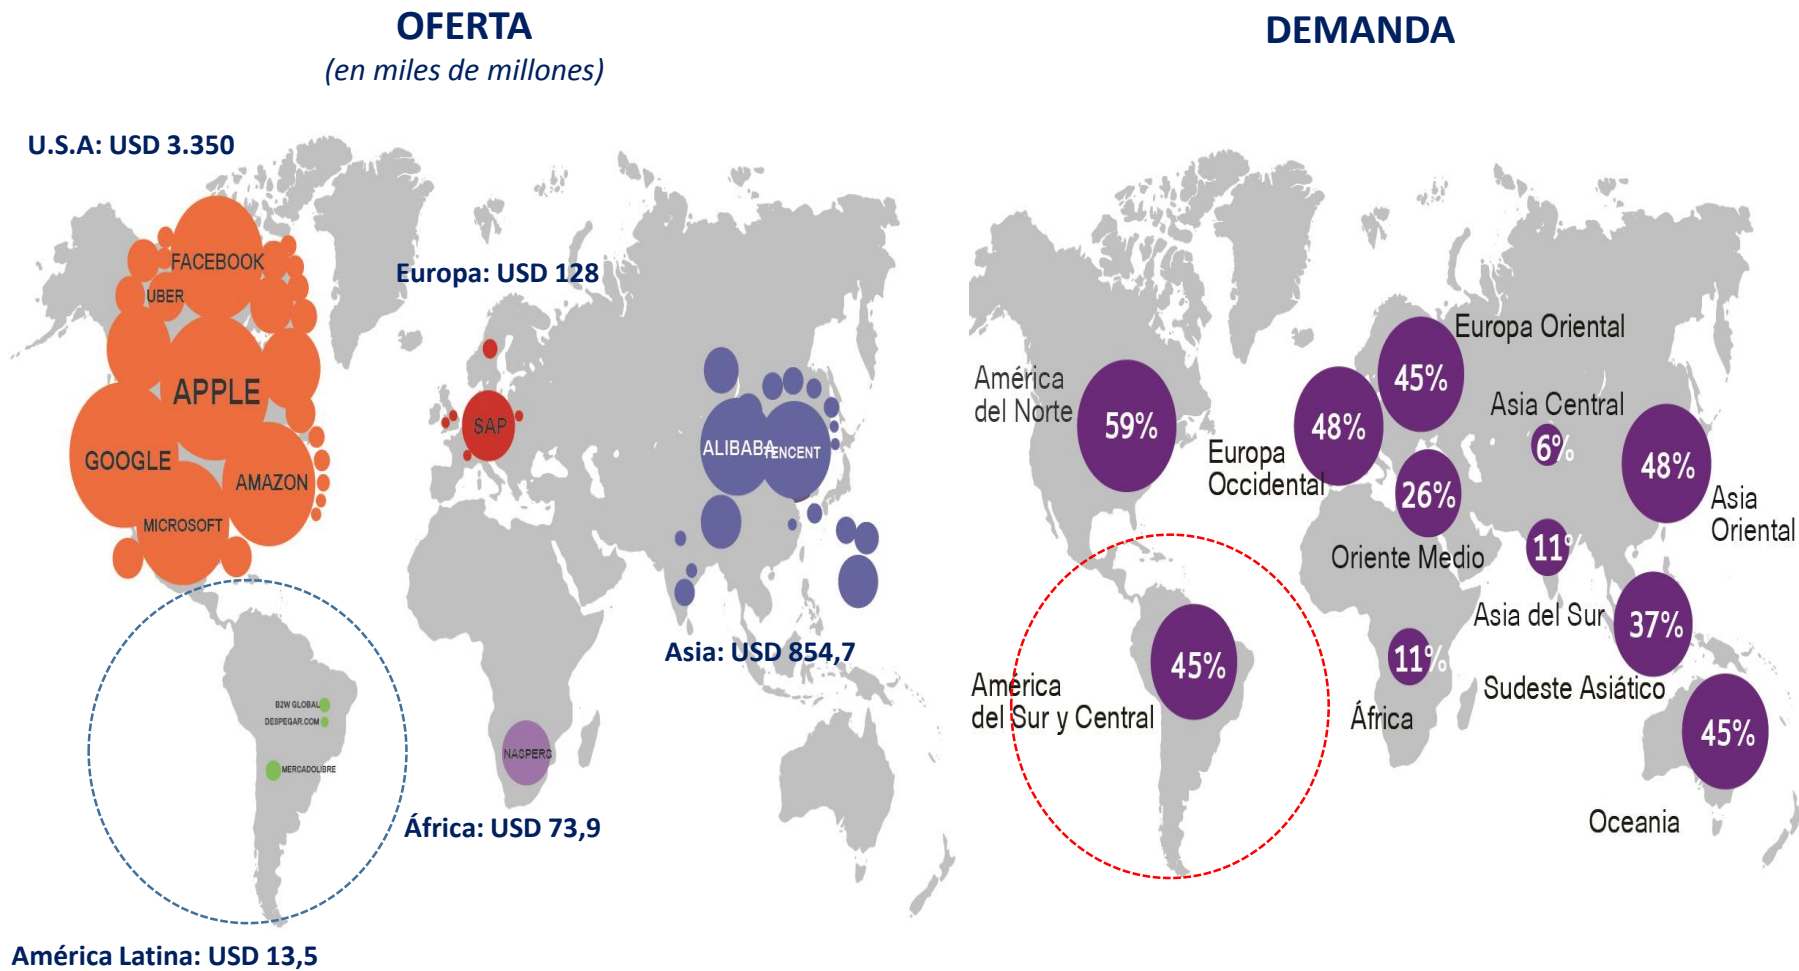 OFERTA
(en miles de millones)
U.S.A: USD 3.350
FACEBOOK
UBER
APPLE
GOOGLE
AMAZON
MICROSOFT
Europa: USD 128
SAP
ALIBABA
TENCENT
Asia: USD 854,7
B2W GLOBAL
DESPEGAR.COM
MERCADOLIBRE
NASPERS
África: USD 73,9
América Latina: USD 13,5
DEMANDA
América
del Norte
59%
Europa Oriental
45%
48%
Europa
Occidental
Asia Central
6%
26%
Oriente Medio
48%
Asia
Oriental
11%
Asia del Sur
37%
Sudeste Asiático
45%
América
del Sur y Central
11%
África
45%
Oceania